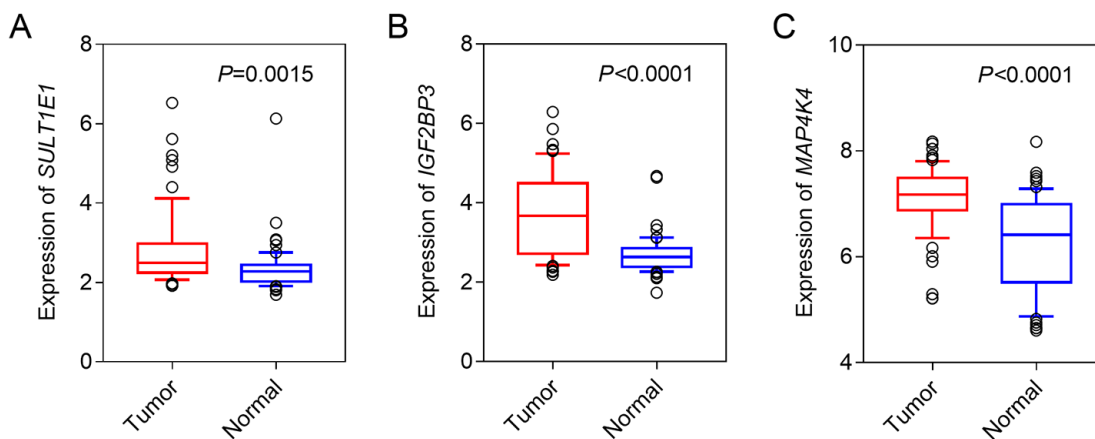 A
Expression of SULT1E1
8
6
4
2
0
P=0.0015
Tumor
Normal
B
Expression of IGF2BP3
8
6
4
2
0
P<0.0001
Tumor
Normal
C
Expression of MAP4K4
10
8
6
4
P<0.0001
Tumor
Normal